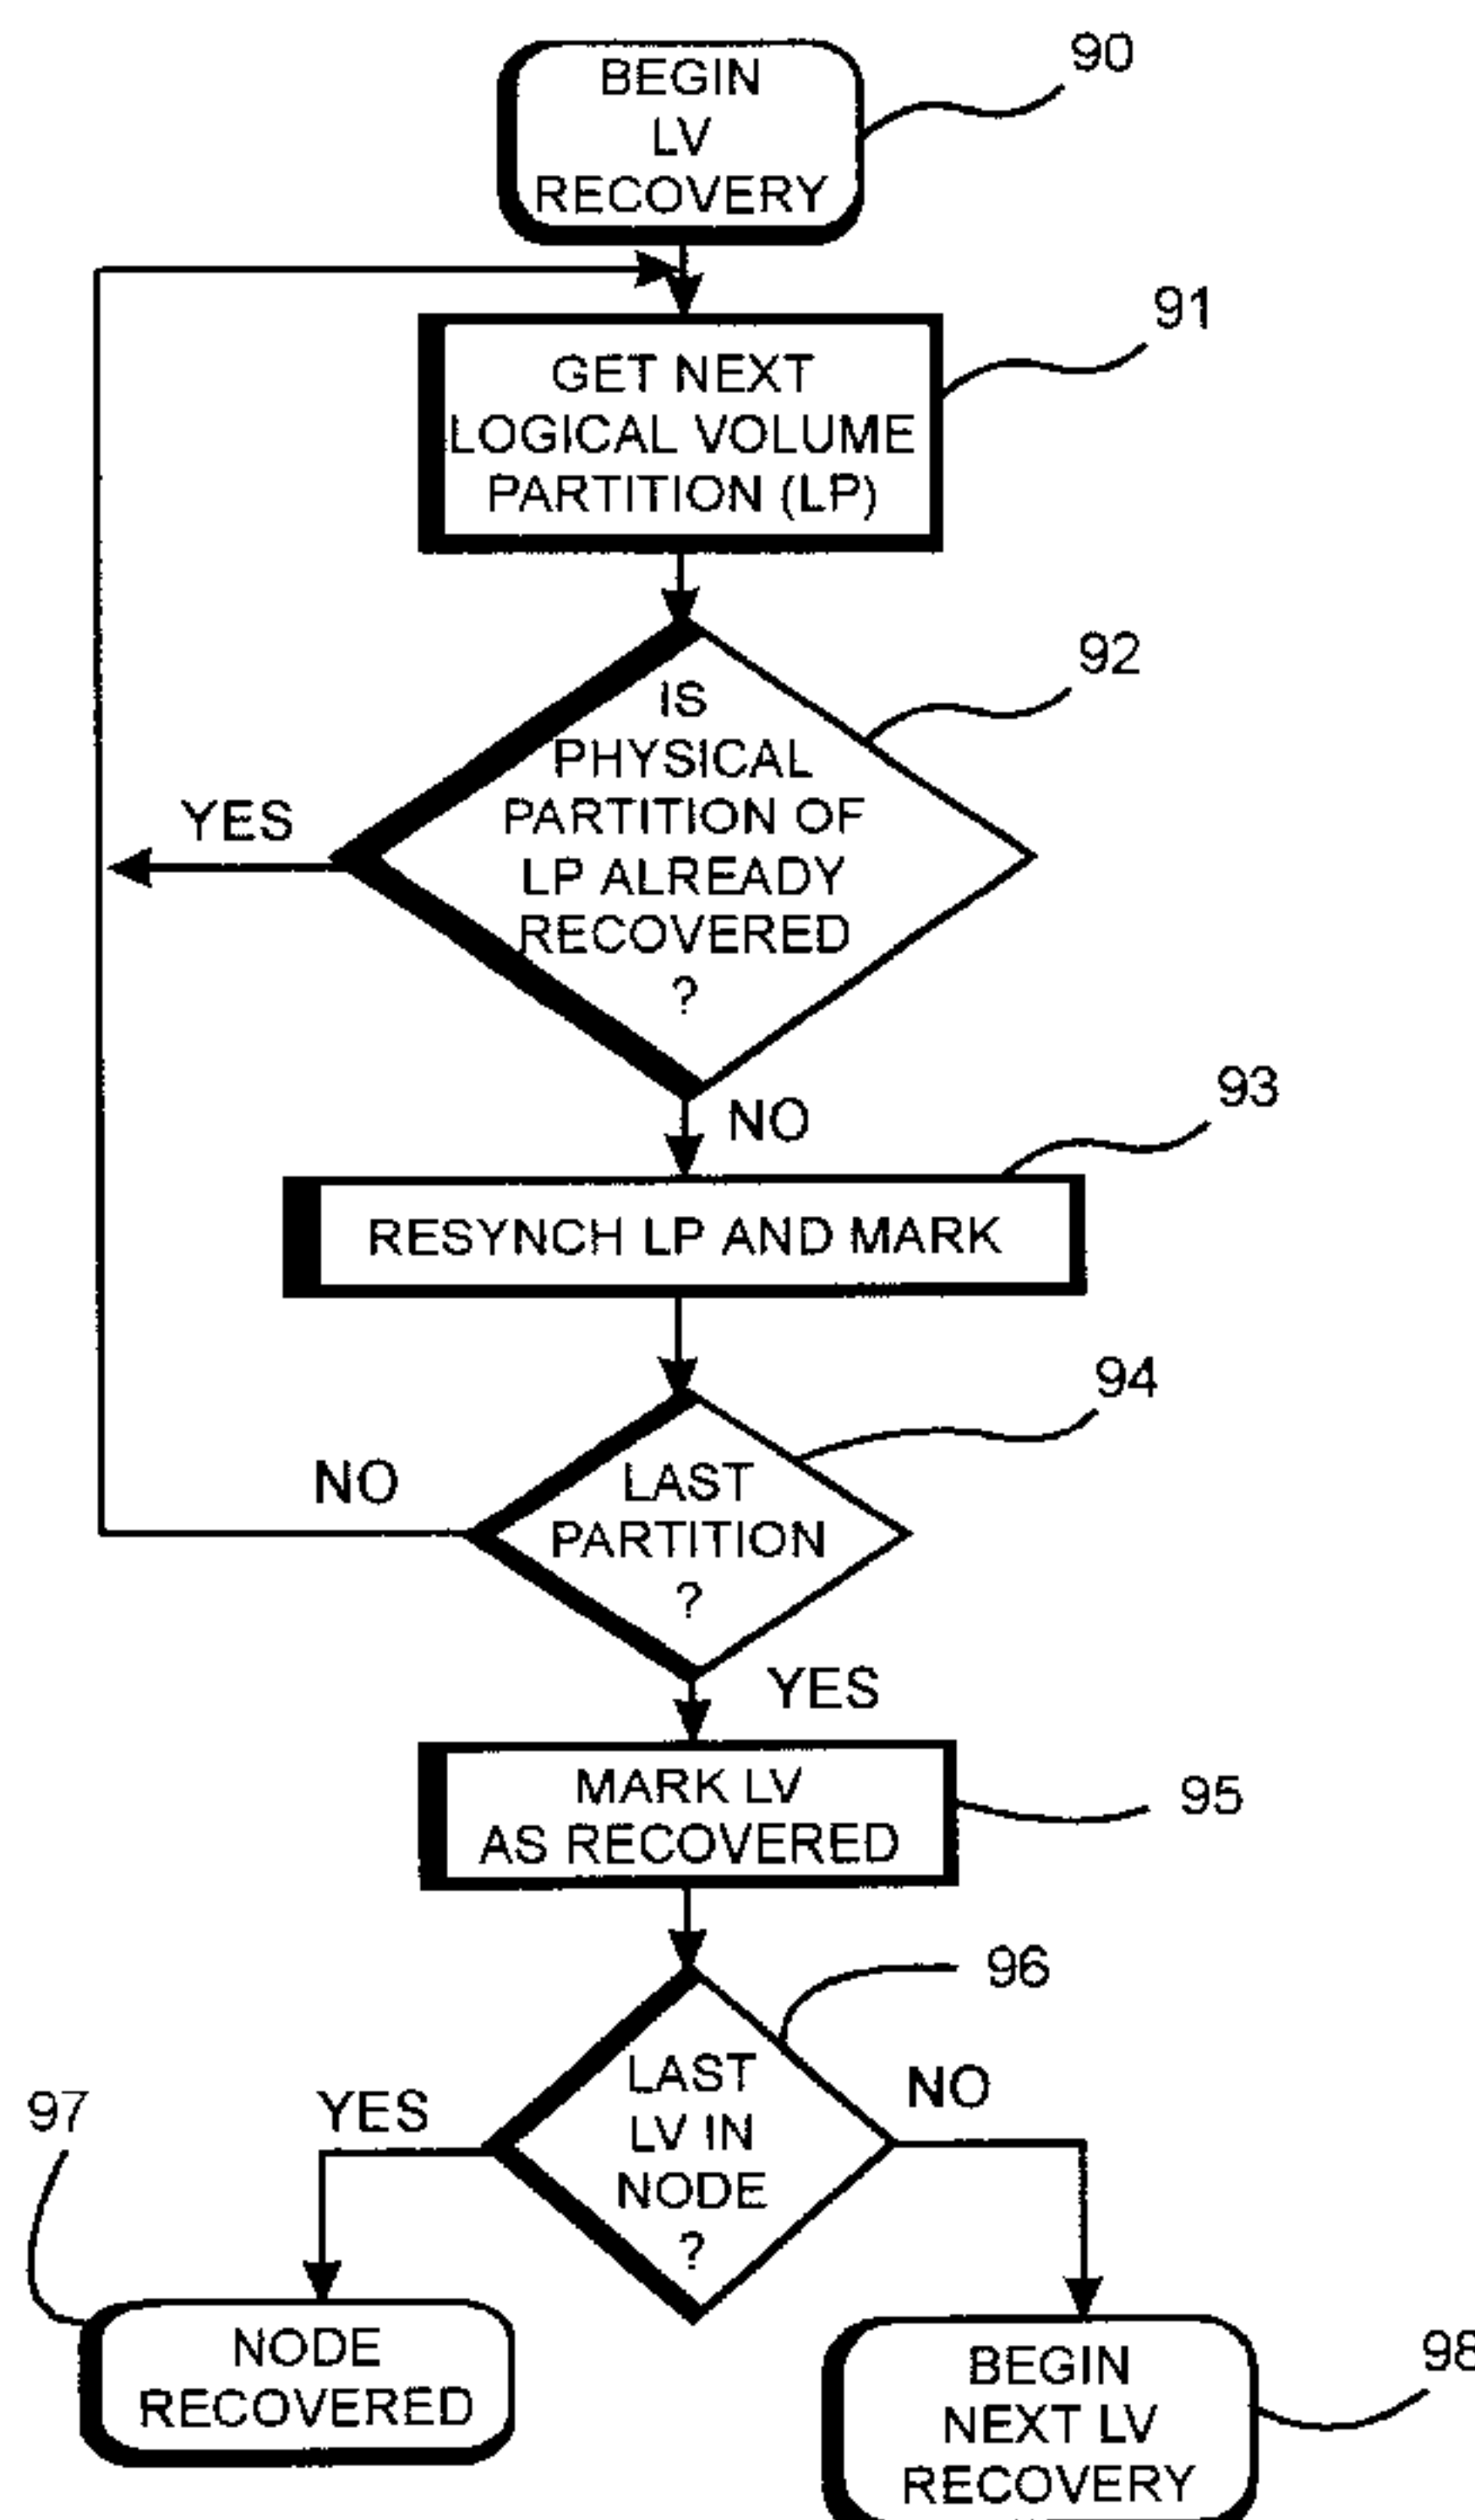 BEGIN
LV
RECOVERY
90
GET NEXT
LOGICAL VOLUME
PARTITION (LP)
91
IS
PHYSICAL
PARTITION OF
LP ALREADY
RECOVERED
?
92
YES
NO
93
RESYNCH LP AND MARK
94
LAST
PARTITION
?
NO
YES
MARK LV
AS RECOVERED
95
96
LAST
LV IN
NODE
?
YES
NO
97
NODE
RECOVERED
98
BEGIN
NEXT LV
RECOVERY